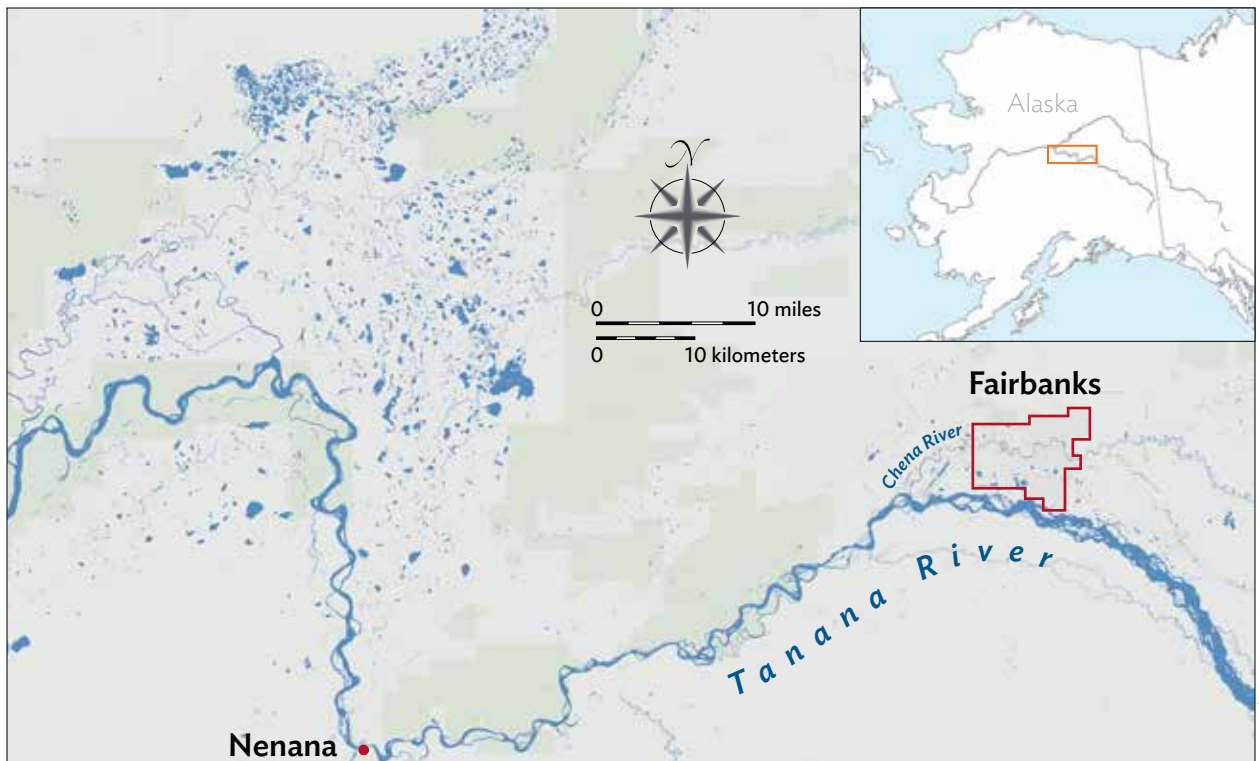 Alaska
N
0 10 miles
0 10 kilometers
Fairbanks
Chena River
Tanana River
Nenana